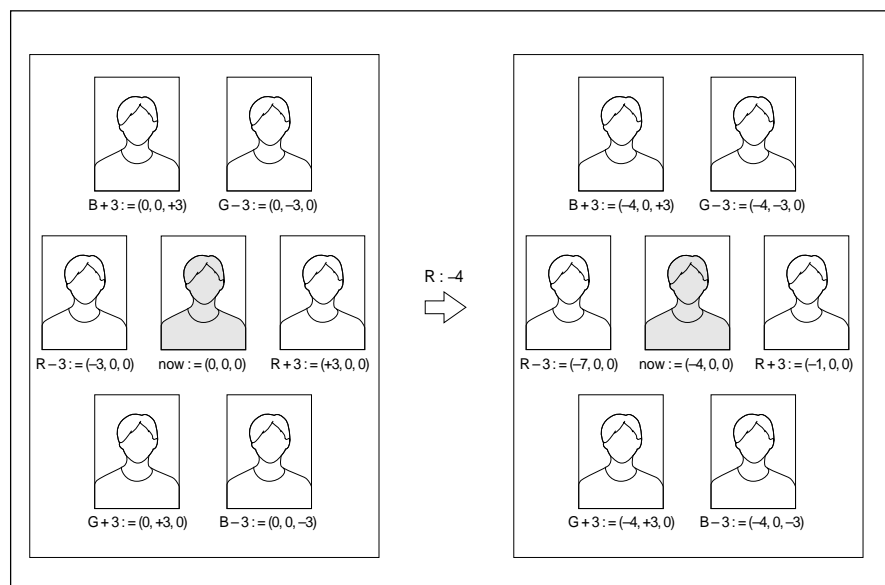 B + 3 : = (0, 0, +3)
G – 3 : = (0, –3, 0)
R – 3 : = (–3, 0, 0)
now : = (0, 0, 0)
R + 3 : = (+3, 0, 0)
G + 3 : = (0, +3, 0)
B – 3 : = (0, 0, –3)
R : –4
B + 3 : = (–4, 0, +3)
G – 3 : = (–4, –3, 0)
R – 3 : = (–7, 0, 0)
now : = (–4, 0, 0)
R + 3 : = (–1, 0, 0)
G + 3 : = (–4, +3, 0)
B – 3 : = (–4, 0, –3)